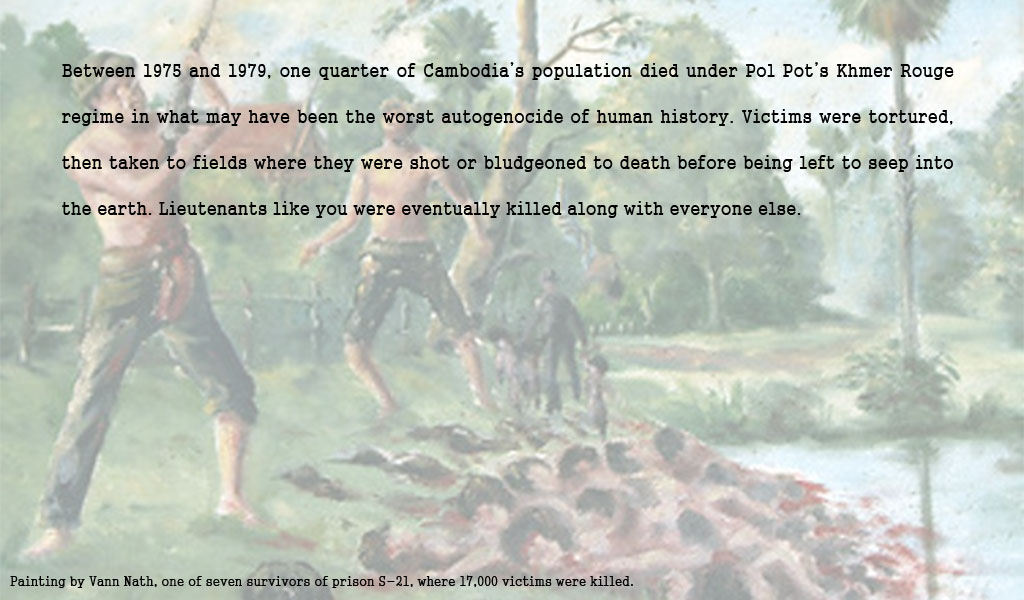 Between 1975 and 1979, one quarter of Cambodia's population died under Pol Pot's Khmer Rouge
regime in what may have been the worst autogenocide of human history. Victims were tortured,
then taken to fields where they were shot or bludgeoned to death before being left to seep into
the earth. Lieutenants like you were eventually killed along with everyone else.
Painting by Vann Nath, one of seven survivors of prison S-21, where 17,000 victims were killed.